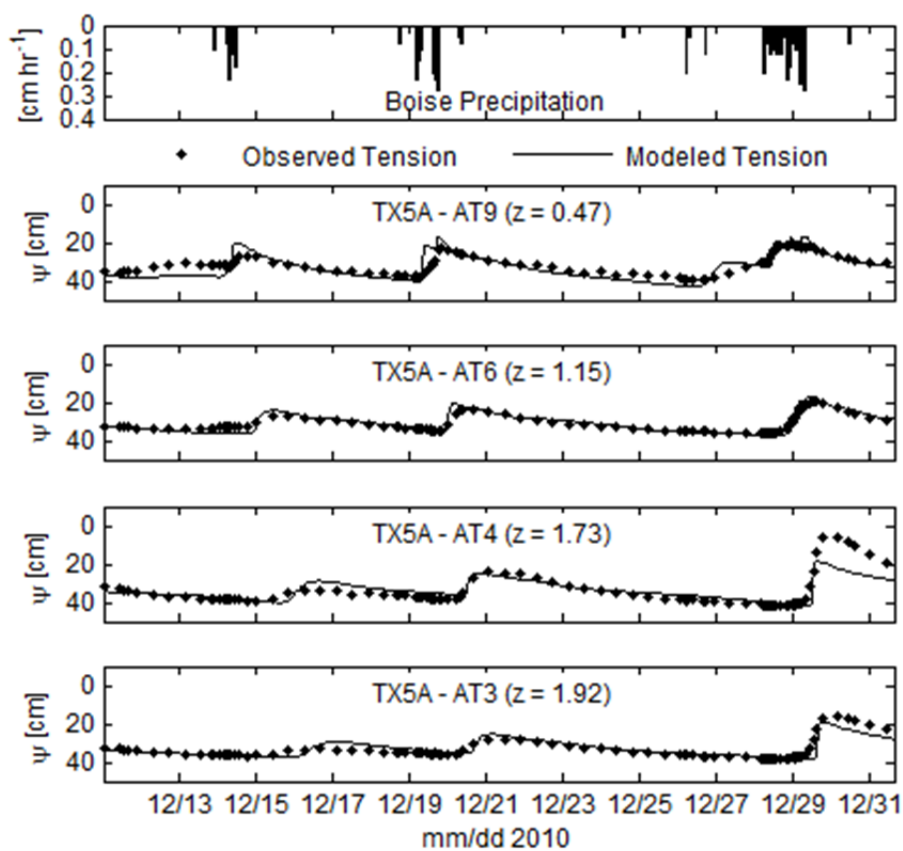 [cm hr⁻¹]
0
0.1
0.2
0.3
0.4
Boise Precipitation
Observed Tension
Modeled Tension
ψ [cm]
0
20
40
TX5A - AT9 (z = 0.47)
ψ [cm]
0
20
40
TX5A - AT6 (z = 1.15)
ψ [cm]
0
20
40
TX5A - AT4 (z = 1.73)
ψ [cm]
0
20
40
TX5A - AT3 (z = 1.92)
12/13 12/15 12/17 12/19 12/21 12/23 12/25 12/27 12/29 12/31
mm/dd 2010